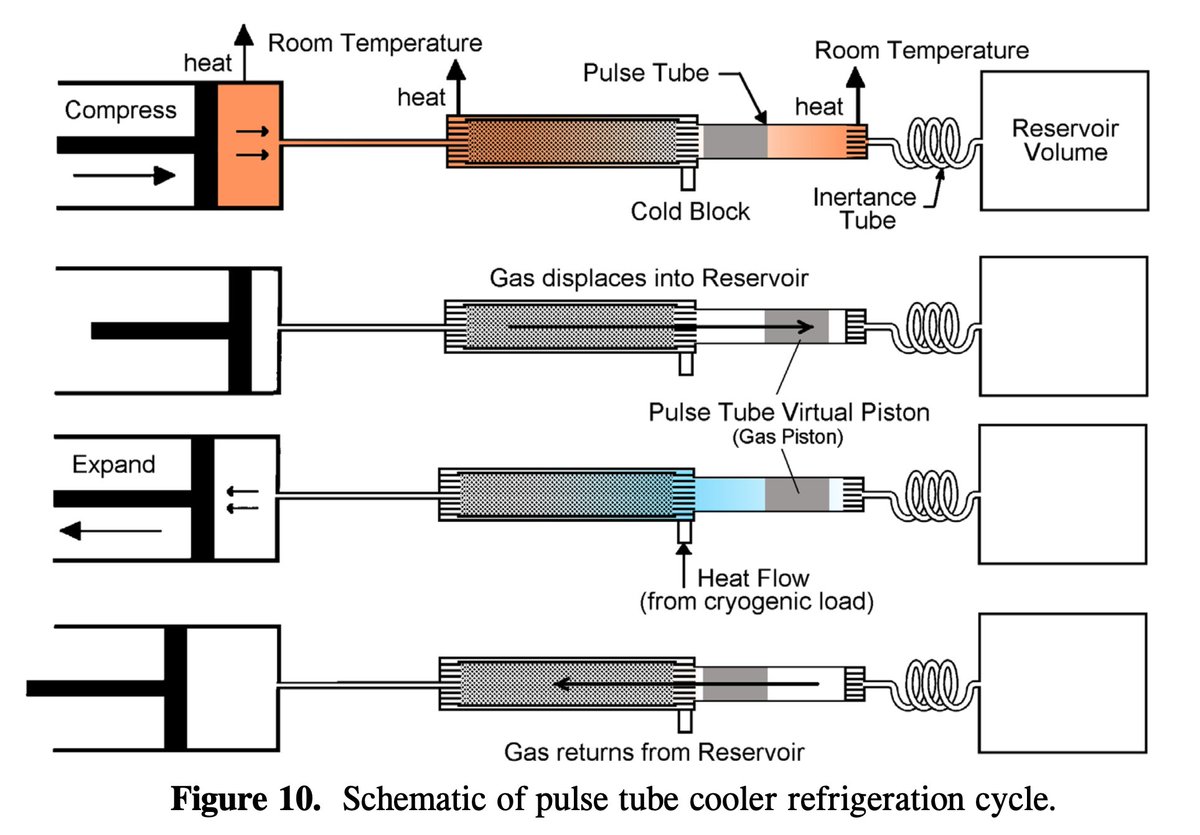 heat
Room Temperature
Compress
heat
Pulse Tube
Room Temperature
heat
Reservoir
Volume
Cold Block
Inertance
Tube
Gas displaces into Reservoir
Pulse Tube Virtual Piston
(Gas Piston)
Expand
Heat Flow
(from cryogenic load)
Gas returns from Reservoir
Figure 10. Schematic of pulse tube cooler refrigeration cycle.